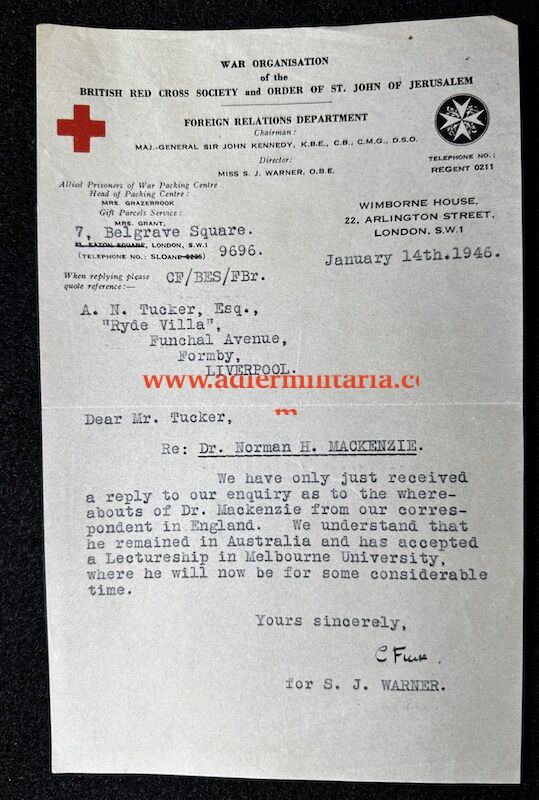 WAR ORGANISATION
of the
BRITISH RED CROSS SOCIETY and ORDER OF ST. JOHN OF JERUSALEM
FOREIGN RELATIONS DEPARTMENT
Chairman:
MAJ.-GENERAL SIR JOHN KENNEDY, K.B.E., C.B., C.M.G., D.S.O.
Director:
MISS S. J. WARNER, O.B.E.
TELEPHONE NO.:
REGENT 0211
Allied Prisoners of War Packing Centre
Head of Packing Centre:
MRS. GRAZEBROOK
Gift Parcels Service:
MRS. GRANT,
7, Belgrave Square.
EATON SQUARE, LONDON, S.W.1
(TELEPHONE NO.: SLOANE 9696.
WIMBORNE HOUSE,
22, ARLINGTON STREET,
LONDON, S.W.1
January 14th.1946.
When replying please
quote reference:—
CF/BES/FBr.
A. N. Tucker, Esq.,
"Ryde Villa",
Funchal Avenue,
Formby,
LIVERPOOL.
www.adlermilitaria.co
m
Dear Mr. Tucker,
Re: Dr. Norman H. MACKENZIE.
We have only just received
a reply to our enquiry as to the where-
abouts of Dr. Mackenzie from our corres-
pondent in England. We understand that
he remained in Australia and has accepted
a Lectureship in Melbourne University,
where he will now be for some considerable
time.
Yours sincerely,
for S. J. WARNER.